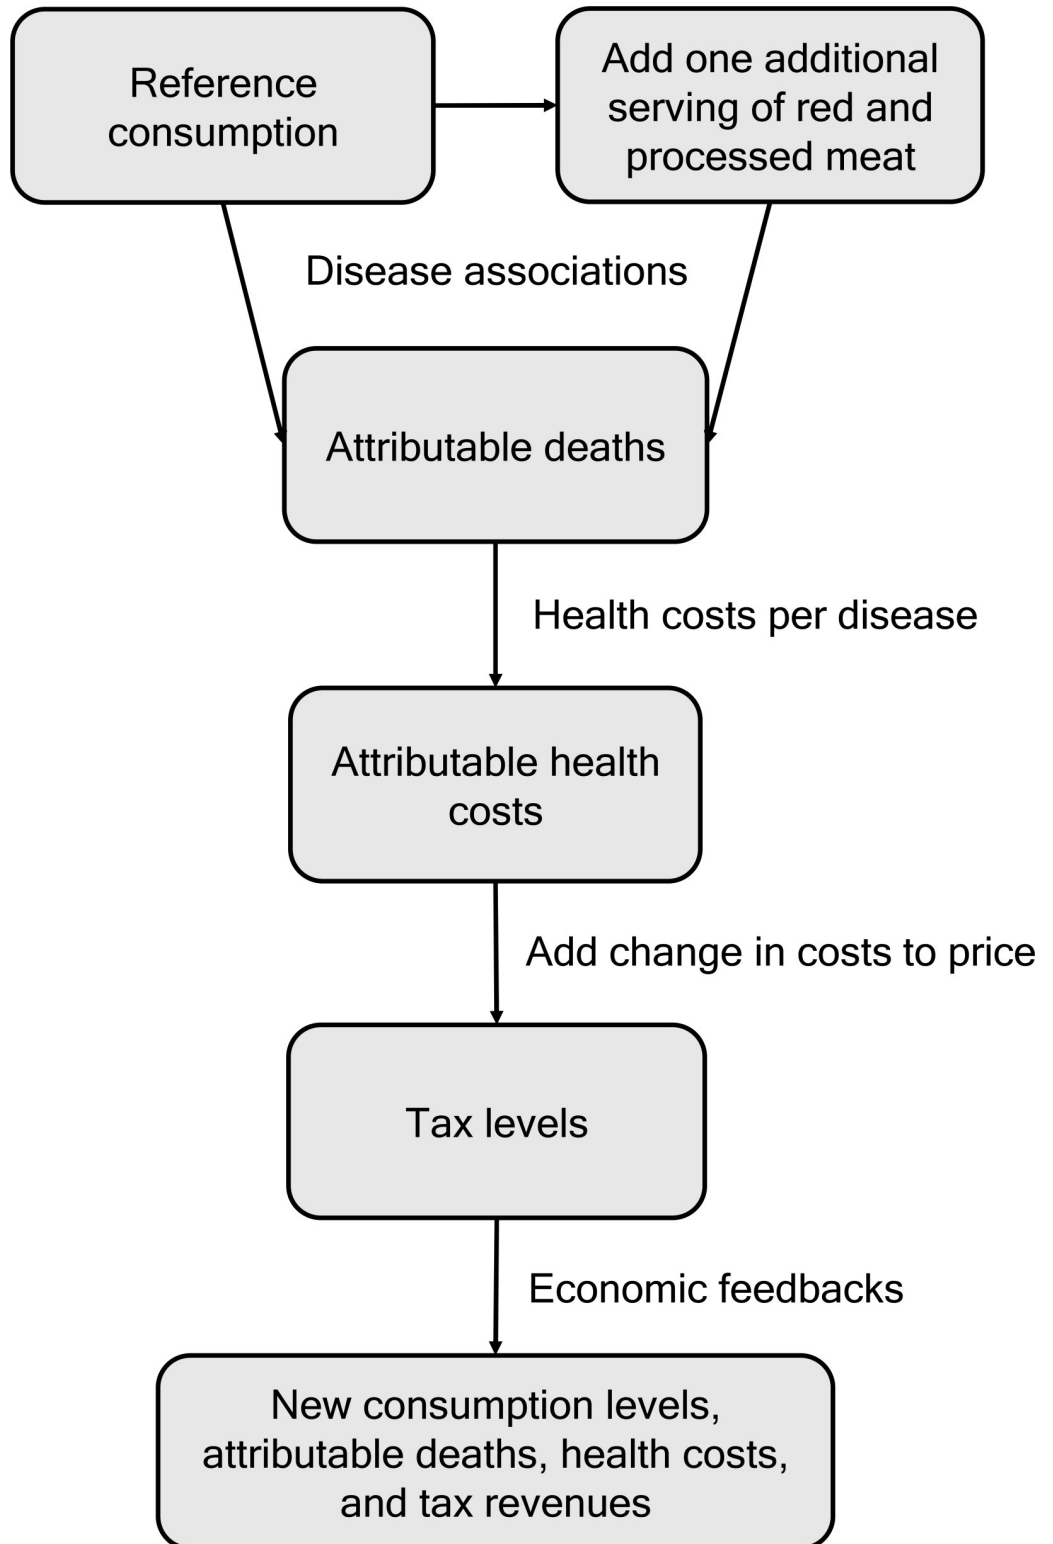 Reference
consumption
Add one additional
serving of red and
processed meat
Disease associations
Attributable deaths
Health costs per disease
Attributable health
costs
Add change in costs to price
Tax levels
Economic feedbacks
New consumption levels,
attributable deaths, health costs,
and tax revenues